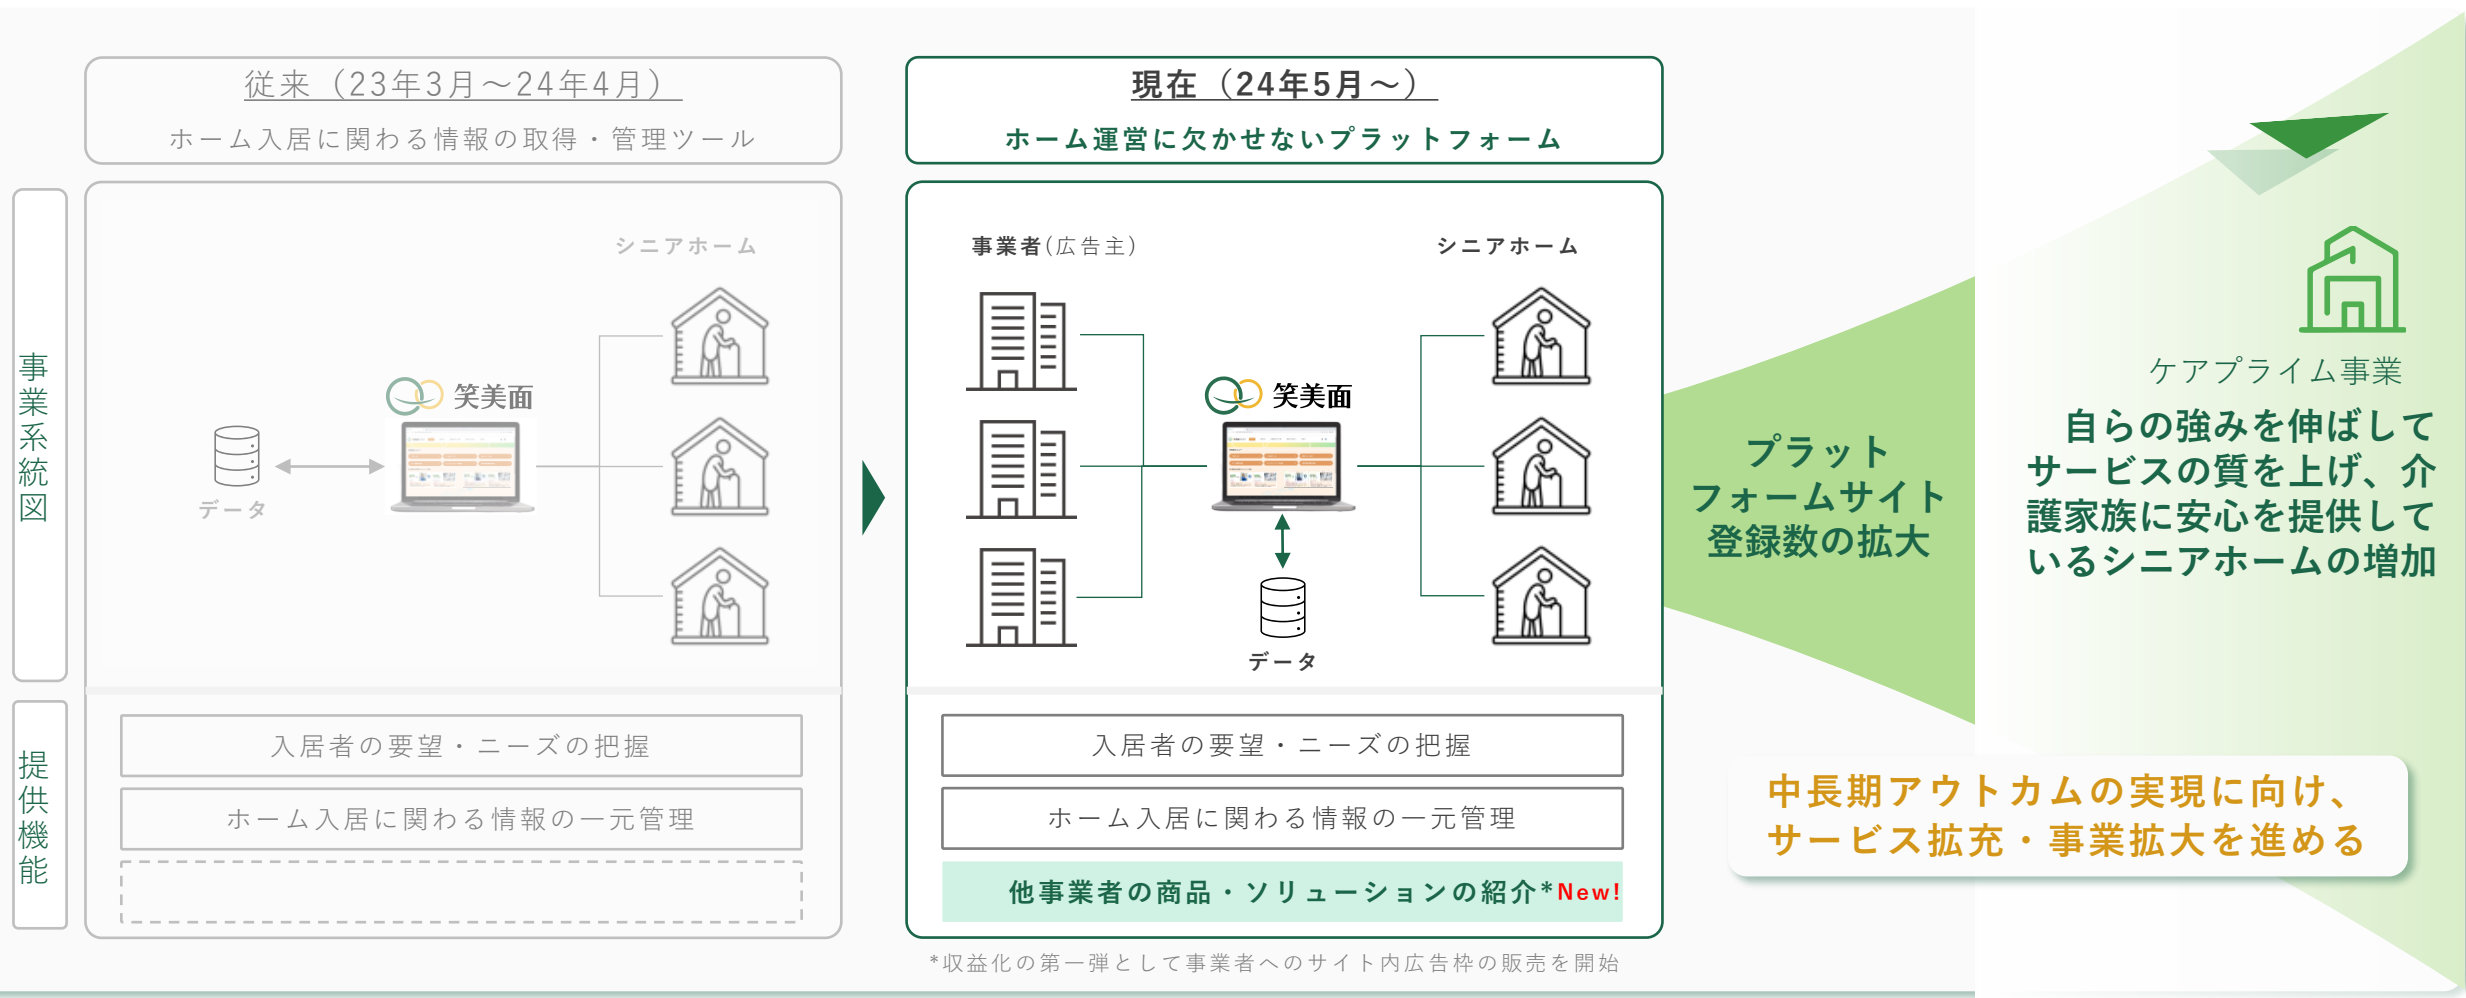 従来（23年3月～24年4月）
ホーム入居に関わる情報の取得・管理ツール
現在（24年5月～）
ホーム運営に欠かせないプラットフォーム
事業系統図
シニアホーム
笑美面
データ
事業者(広告主)
シニアホーム
笑美面
データ
提供機能
入居者の要望・ニーズの把握
ホーム入居に関わる情報の一元管理
入居者の要望・ニーズの把握
ホーム入居に関わる情報の一元管理
他事業者の商品・ソリューションの紹介*New!
*収益化の第一弾として事業者へのサイト内広告枠の販売を開始
プラット
フォームサイト
登録数の拡大
ケアプライム事業
自らの強みを伸ばして
サービスの質を上げ、介
護家族に安心を提供して
いるシニアホームの増加
中長期アウトカムの実現に向け、
サービス拡充・事業拡大を進める